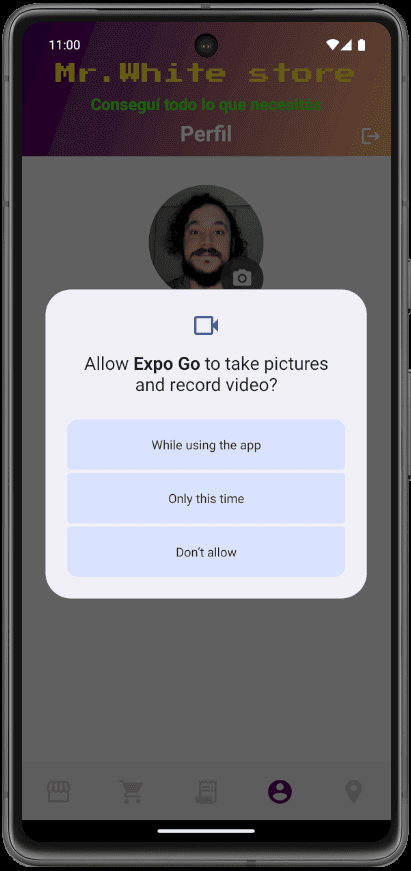 11:00
Mr.White store
Conseguí todo lo que necesitás
Perfil
Allow Expo Go to take pictures
and record video?
While using the app
Only this time
Don't allow